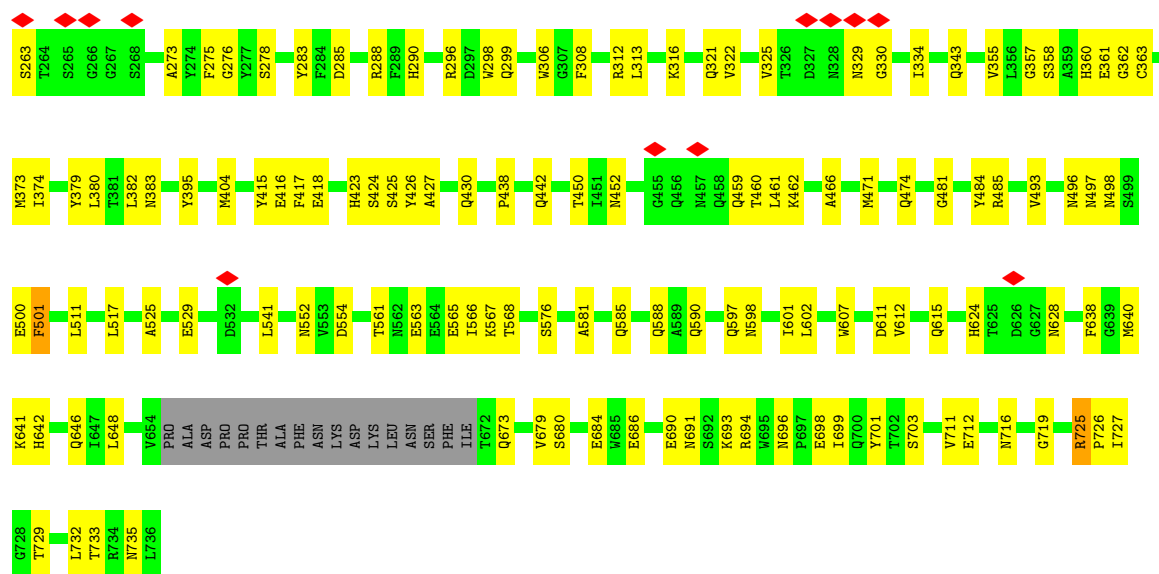 S263 T264 S265 G266 G267 S268 A273 Y274 F275 G276 Y277 S278 Y283 F284 D285 R288 F289 H290 R296 D297 W298 Q299 W306 G307 F308 R312 L313 K316 Q321 V322 V325 T326 D327 N328 N329 G330 I334 Q343 V355 L356 G357 S358 A359 H360 E361 G362 C363
M373 I374 Y379 L380 T381 L382 N383 Y395 M404 Y415 E416 F417 E418 H423 S424 S425 Y426 A427 Q430 P438 Q442 T450 I451 N452 G455 Q456 N457 Q458 Q459 T460 L461 K462 A466 M471 Q474 G481 Y484 R485 V493 N496 N497 N498 S499
E500 F501 L511 L517 A525 E529 D532 L541 N552 V553 D554 T561 N562 E563 E564 E565 I566 K567 T568 S576 A581 Q585 Q588 A589 Q590 Q597 N598 I601 L602 W607 D611 V612 Q615 H624 T625 D626 G627 N628 F638 G639 M640
K641 H642 Q646 I647 L648 V654 PRO ALA ASP PRO PRO THR ALA PHE ASN LYS ASP LYS LEU ASN SER PHE ILE T672 Q673 V679 S680 E684 W685 E686 E690 N691 S692 K693 R694 W695 N696 P697 E698 I699 Q700 Y701 T702 S703 V711 E712 N716 G719 R725 P726 I727
G728 T729 L732 T733 R734 N735 L736